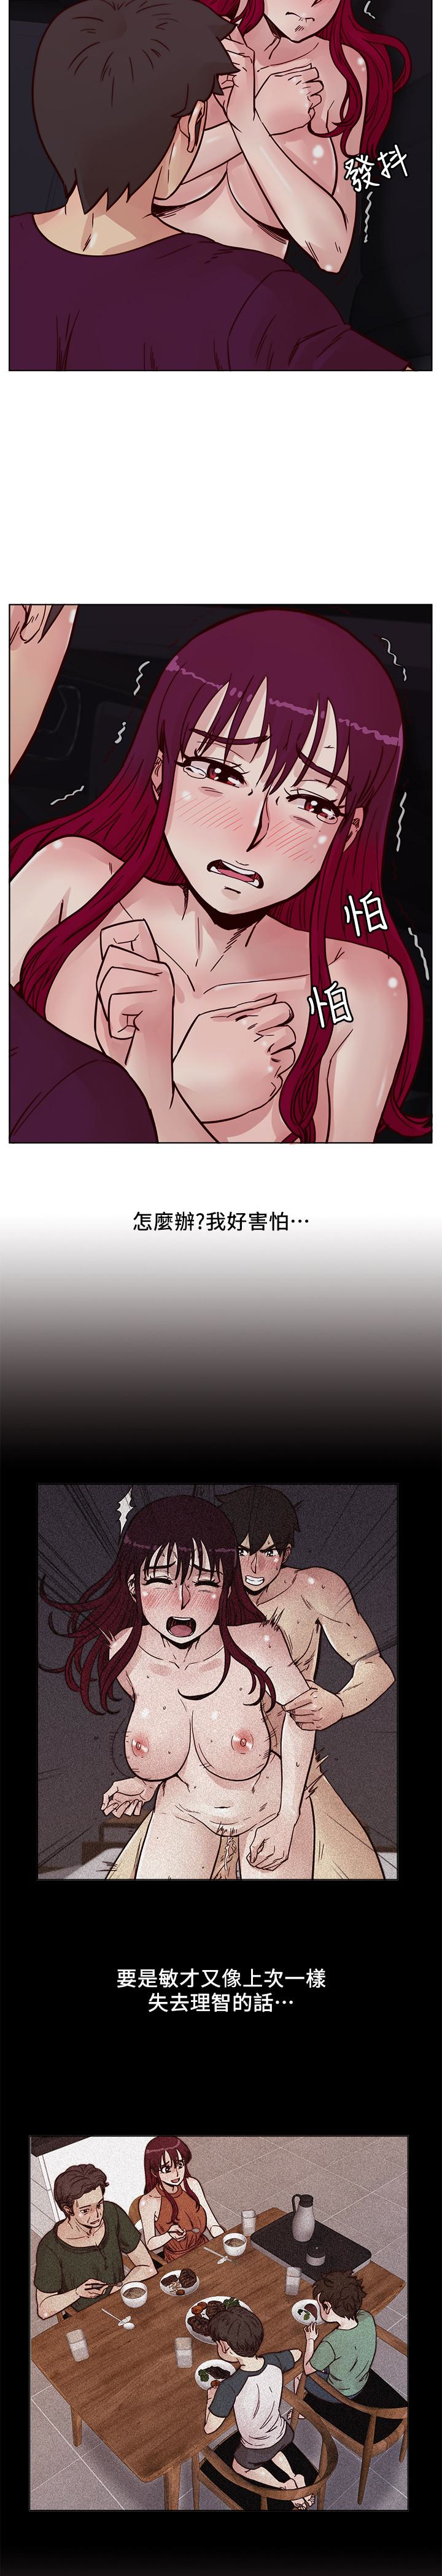 發抖
怕
怕
怎麼辦?我好害怕…
要是敏才又像上次一樣
失去理智的話…